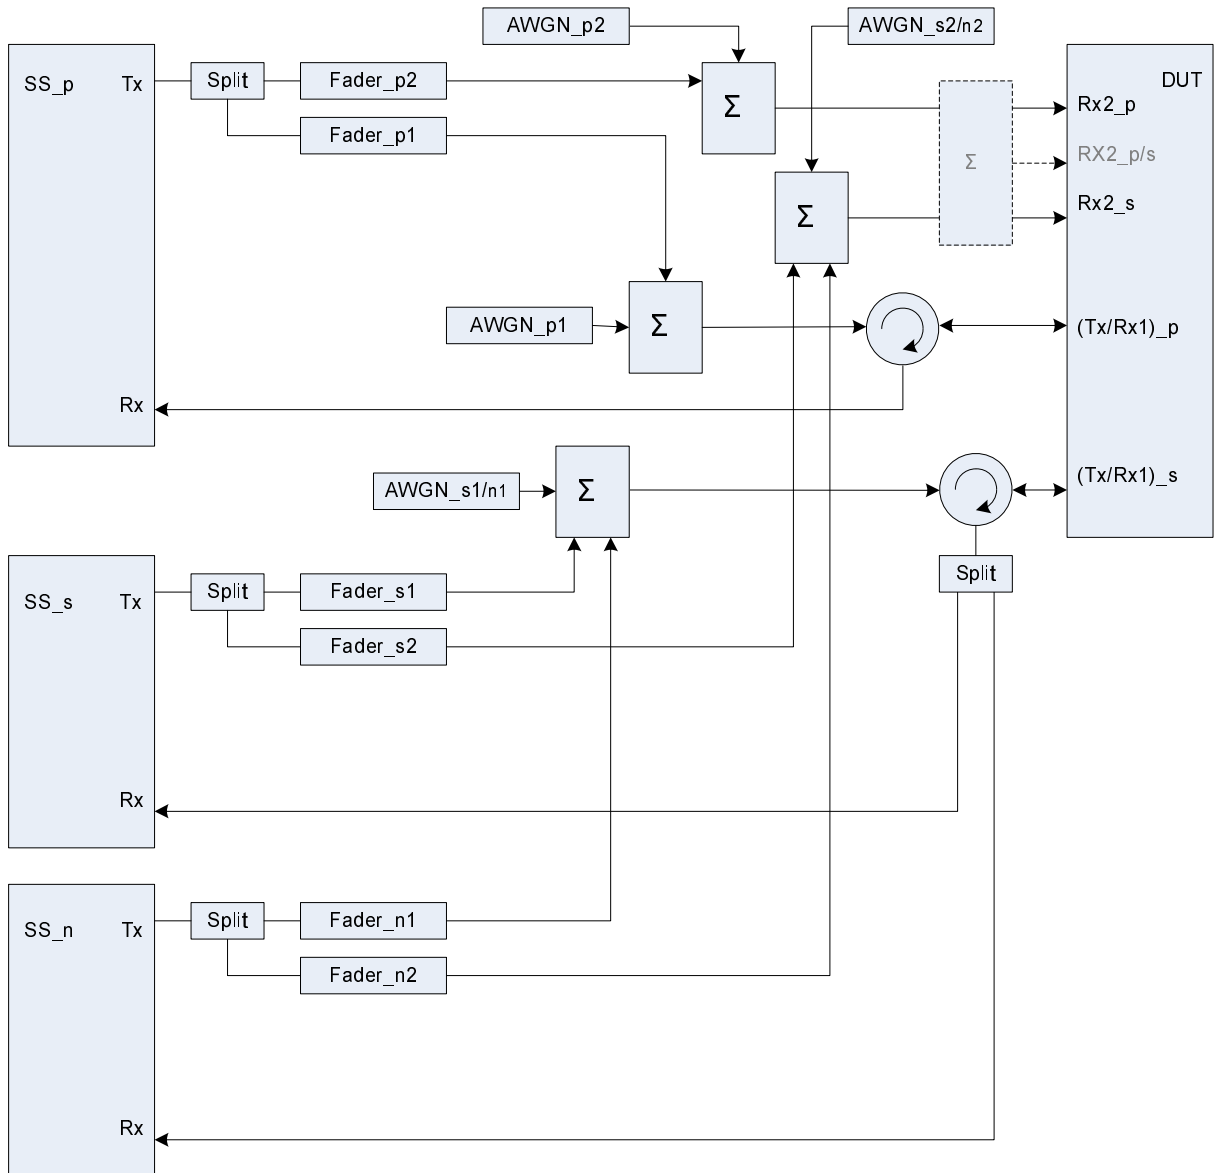 AWGN_p2
AWGN_s2/n2
SS_p
Tx
Split
Fader_p2
Σ
DUT
Rx2_p
Fader_p1
Σ
RX2_p/s
Σ
Rx2_s
AWGN_p1
Σ
(Tx/Rx1)_p
Rx
AWGN_s1/n1
Σ
(Tx/Rx1)_s
Split
SS_s
Tx
Split
Fader_s1
Fader_s2
Rx
SS_n
Tx
Split
Fader_n1
Fader_n2
Rx